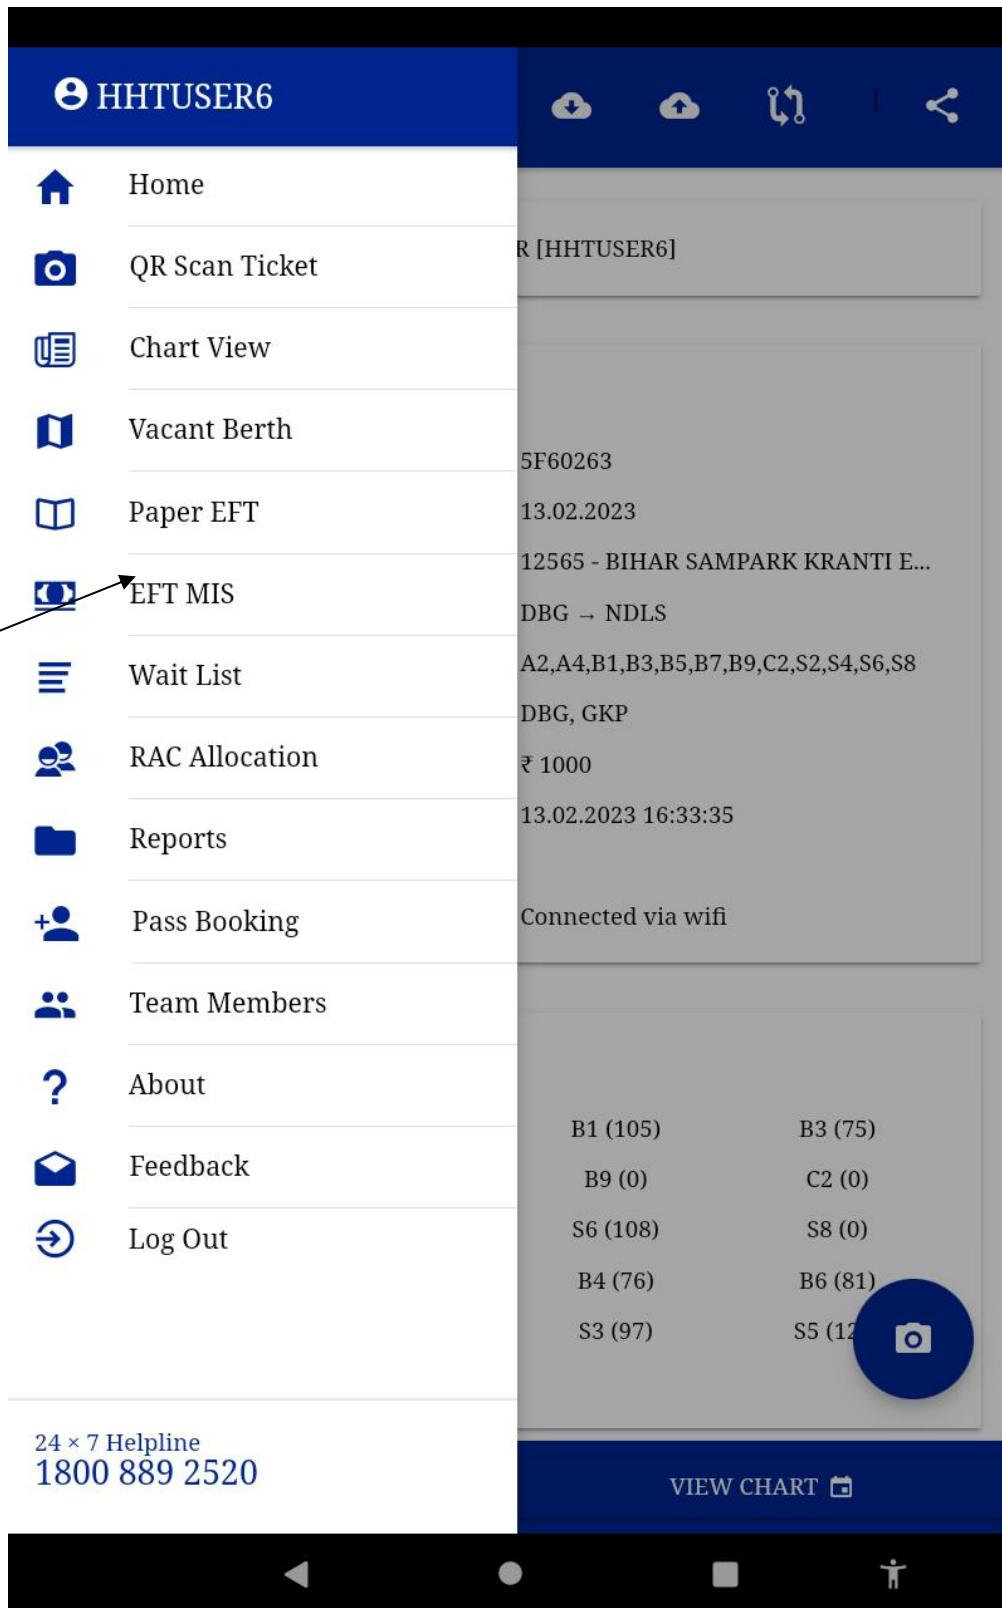 HHTUSER6
Home
QR Scan Ticket
Chart View
Vacant Berth
Paper EFT
EFT MIS
Wait List
RAC Allocation
Reports
Pass Booking
Team Members
About
Feedback
Log Out
24 × 7 Helpline
1800 889 2520
R [HHTUSER6]
5F60263
13.02.2023
12565 - BIHAR SAMPARK KRANTI E...
DBG → NDLS
A2,A4,B1,B3,B5,B7,B9,C2,S2,S4,S6,S8
DBG, GKP
₹ 1000
13.02.2023 16:33:35
Connected via wifi
B1 (105) B3 (75)
B9 (0) C2 (0)
S6 (108) S8 (0)
B4 (76) B6 (81)
S3 (97) S5 (12
VIEW CHART